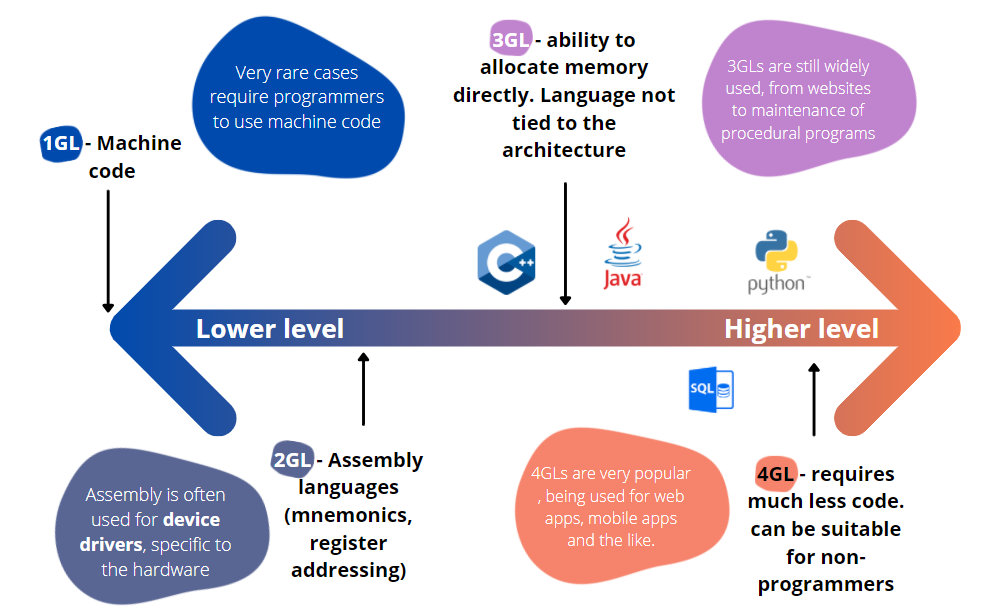 Very rare cases
require programmers
to use machine code
3GL - ability to
allocate memory
directly. Language not
tied to the
architecture
3GLs are still widely
used, from websites
to maintenance of
procedural programs
1GL - Machine
code
C++
Java
python™
Lower level
Higher level
SQL
Assembly is often
used for device
drivers, specific to
the hardware
2GL - Assembly
languages
(mnemonics,
register
addressing)
4GLs are very popular
, being used for web
apps, mobile apps
and the like.
4GL - requires
much less code.
can be suitable
for non-
programmers